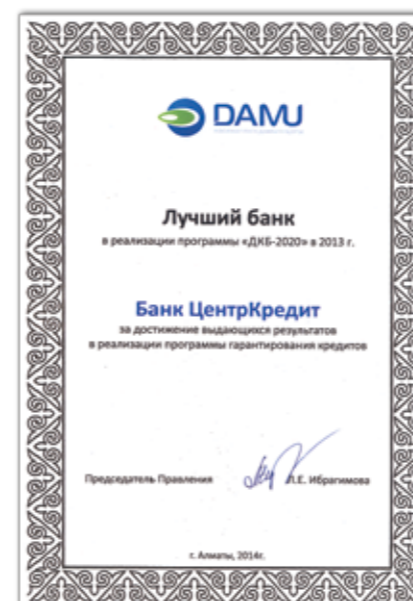 DAMU
Лучший банк
в реализации программы «ДКБ-2020» в 2013 г.
Банк ЦентрКредит
за достижение выдающихся результатов
в реализации программы гарантирования кредитов
Председатель Правления
Л.Е. Ибрагимова
г. Алматы, 2014г.